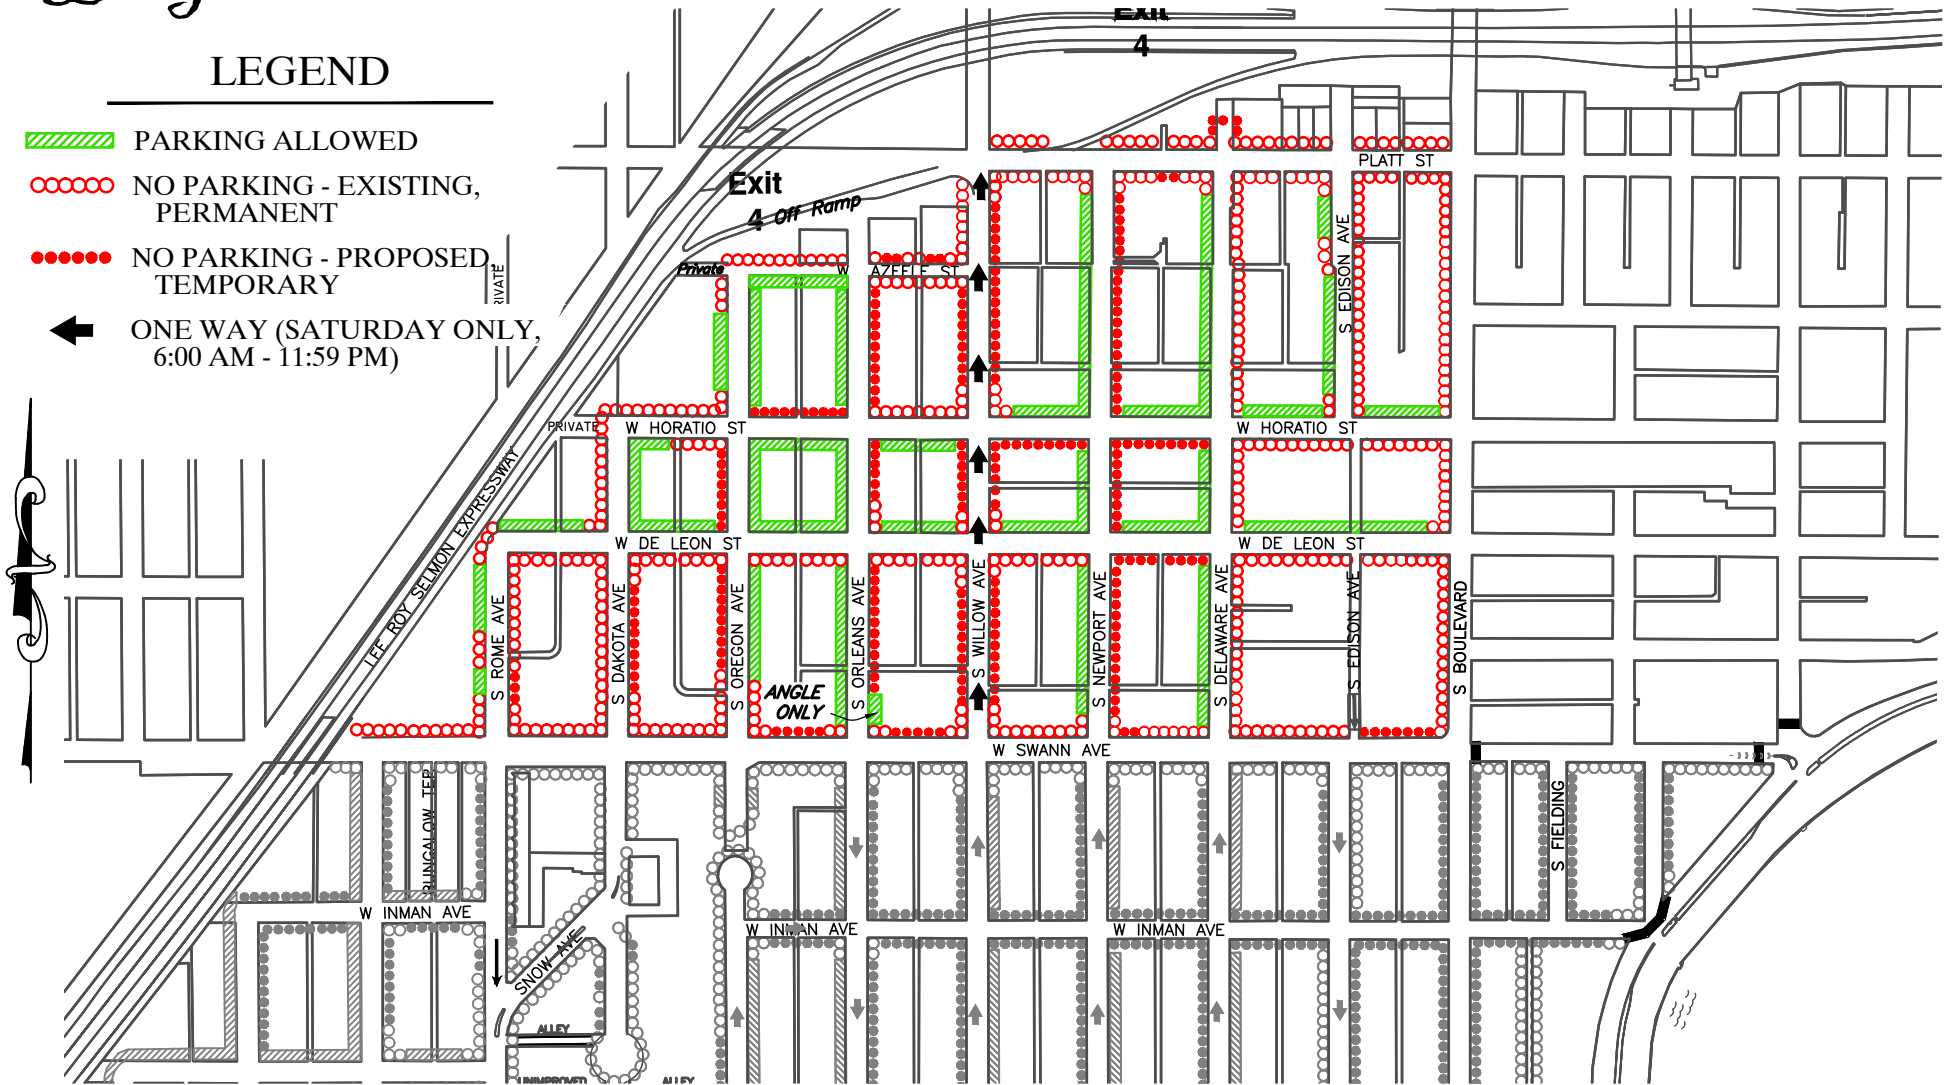 LEGEND
PARKING ALLOWED
NO PARKING - EXISTING,
PERMANENT
NO PARKING - PROPOSED,
TEMPORARY
ONE WAY (SATURDAY ONLY,
6:00 AM - 11:59 PM)
Exit
4
PLATT ST
Exit
4 Off Ramp
Private
W AZEELE ST
S EDISON AVE
PRIVATE
W HORATIO ST
W HORATIO ST
LEE ROY SELMON EXPRESSWAY
W DE LEON ST
W DE LEON ST
S ROME AVE
S DAKOTA AVE
S OREGON AVE
S ORLEANS AVE
S WILLOW AVE
S NEWPORT AVE
S DELAWARE AVE
S EDISON AVE
S BOULEVARD
ANGLE
ONLY
W SWANN AVE
BUNGALOW TER
S FIELDING
W INMAN AVE
W INMAN AVE
W INMAN AVE
SNOW AVE
ALLEY
UNIMPROVED
ALLEY